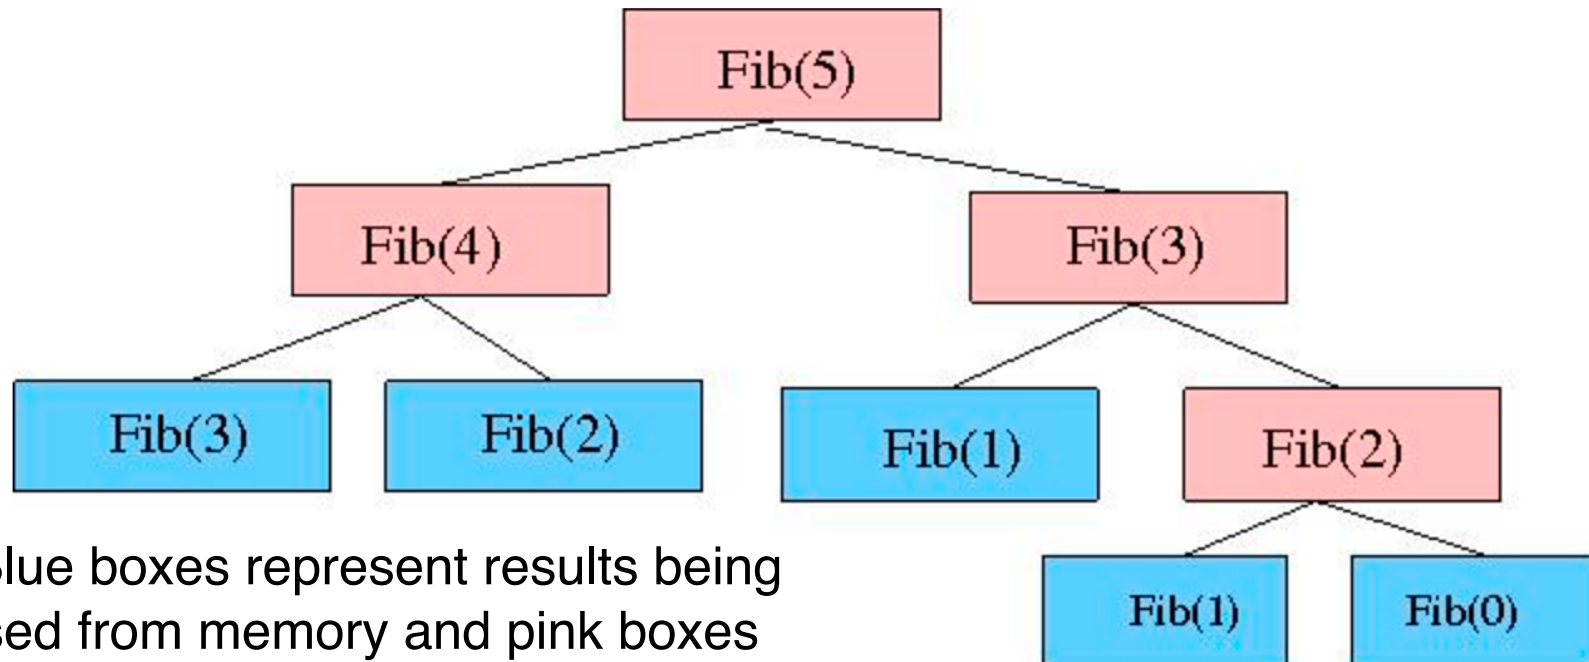 Fib(5)
Fib(4)
Fib(3)
Fib(3)
Fib(2)
Fib(1)
Fib(2)
Fib(1)
Fib(0)
lue boxes represent results being
sed from memory and pink boxes